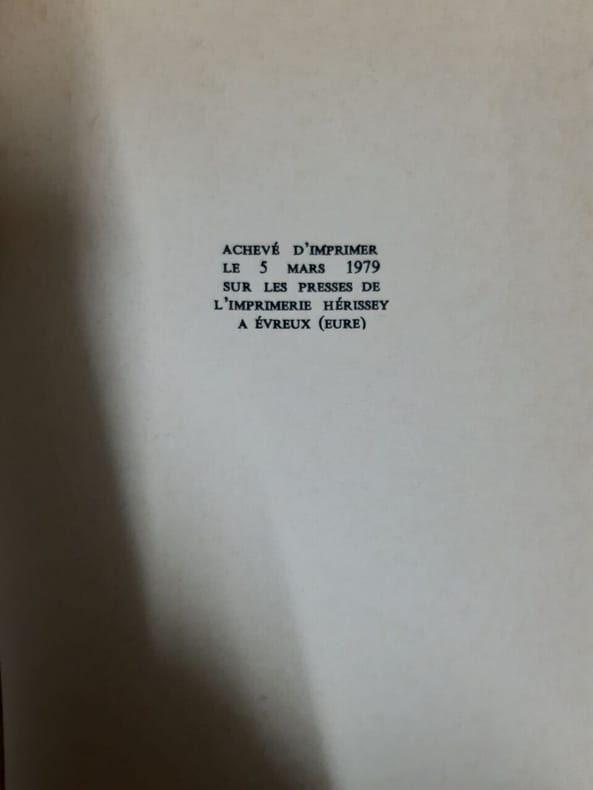 ACHEVÉ D'IMPRIMER
LE 5 MARS 1979
SUR LES PRESSES DE
L'IMPRIMERIE HÉRISSEY
A ÉVREUX (EURE)